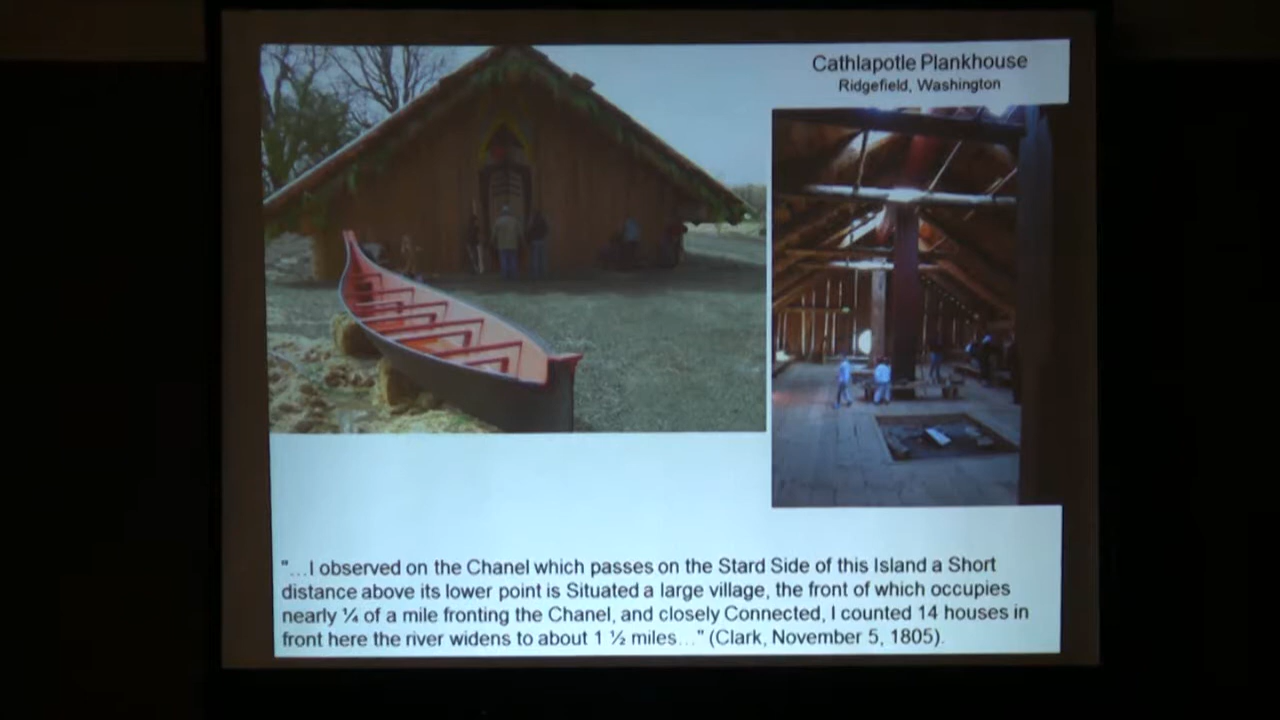 Cathlapotle Plankhouse
Ridgefield, Washington
"...I observed on the Chanel which passes on the Stard Side of this Island a Short
distance above its lower point is Situated a large village, the front of which occupies
nearly ¼ of a mile fronting the Chanel, and closely Connected, I counted 14 houses in
front here the river widens to about 1 ½ miles..." (Clark, November 5, 1805).